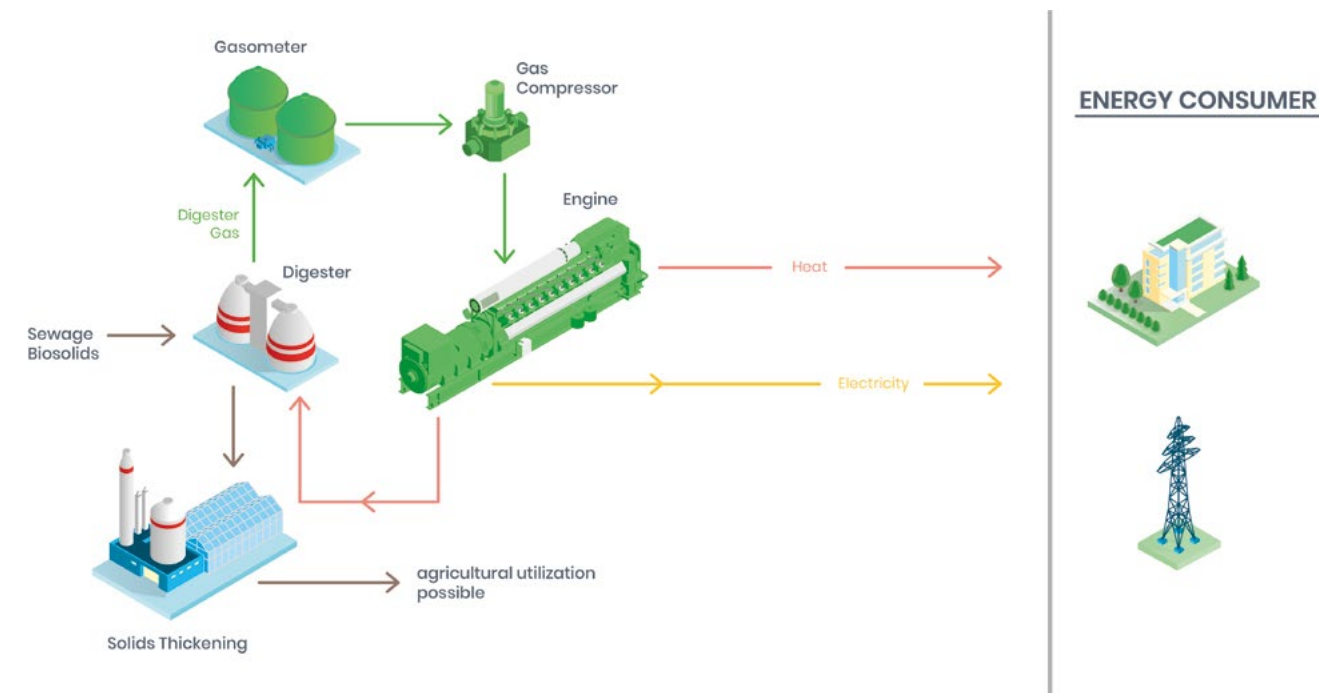 Gasometer
Gas
Compressor
ENERGY CONSUMER
Engine
Digester
Gas
Digester
Heat
Sewage
Biosolids
Electricity
agricultural utilization
possible
Solids Thickening